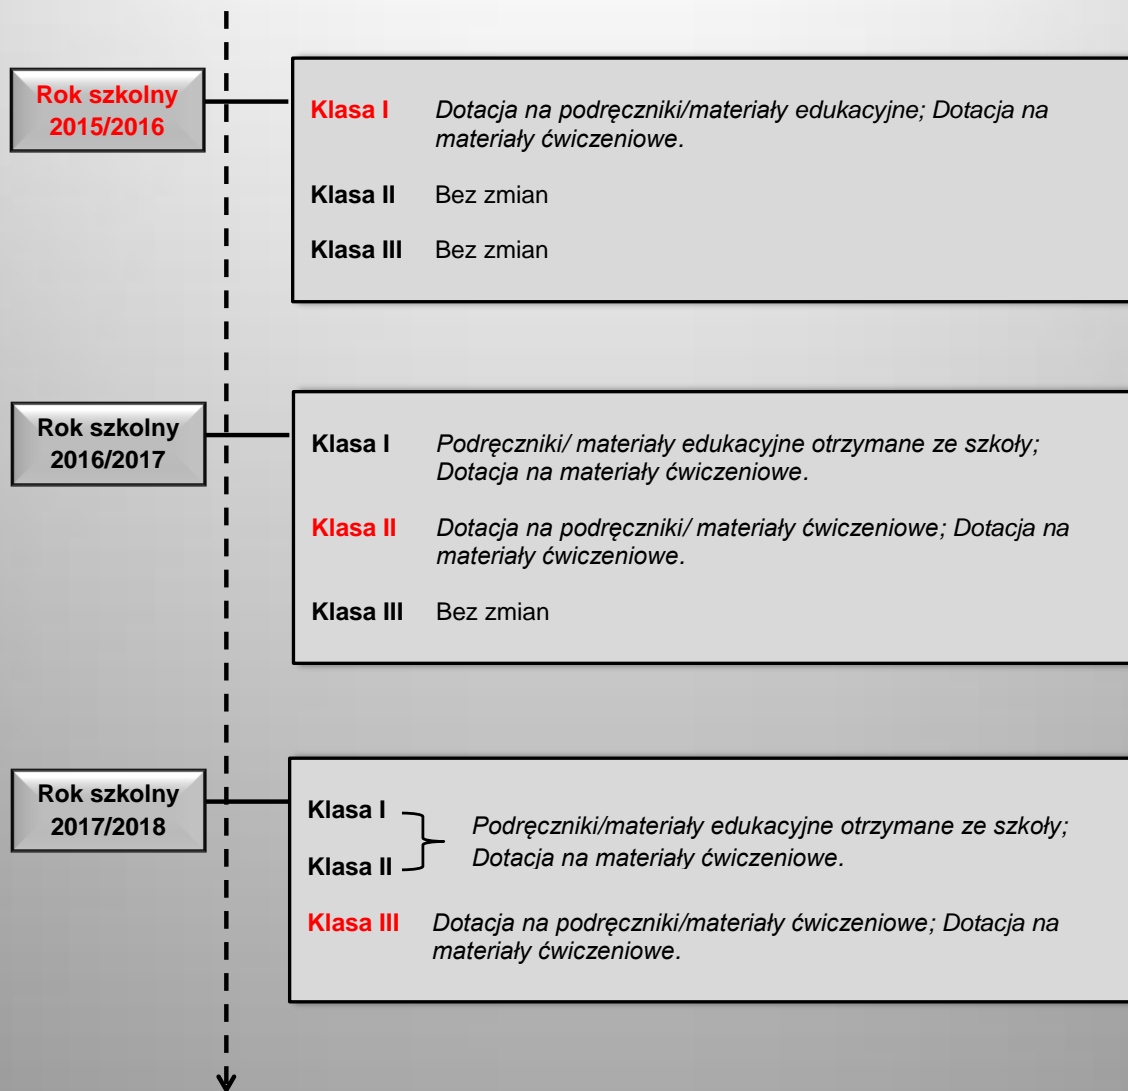 Rok szkolny
2015/2016
Klasa I Dotacja na podręczniki/materiały edukacyjne; Dotacja na
materiały ćwiczeniowe.
Klasa II Bez zmian
Klasa III Bez zmian
Rok szkolny
2016/2017
Klasa I Podręczniki/ materiały edukacyjne otrzymane ze szkoły;
Dotacja na materiały ćwiczeniowe.
Klasa II Dotacja na podręczniki/ materiały ćwiczeniowe; Dotacja na
materiały ćwiczeniowe.
Klasa III Bez zmian
Rok szkolny
2017/2018
Klasa I
Podręczniki/materiały edukacyjne otrzymane ze szkoły;
Dotacja na materiały ćwiczeniowe.
Klasa II
Klasa III Dotacja na podręczniki/materiały ćwiczeniowe; Dotacja na
materiały ćwiczeniowe.